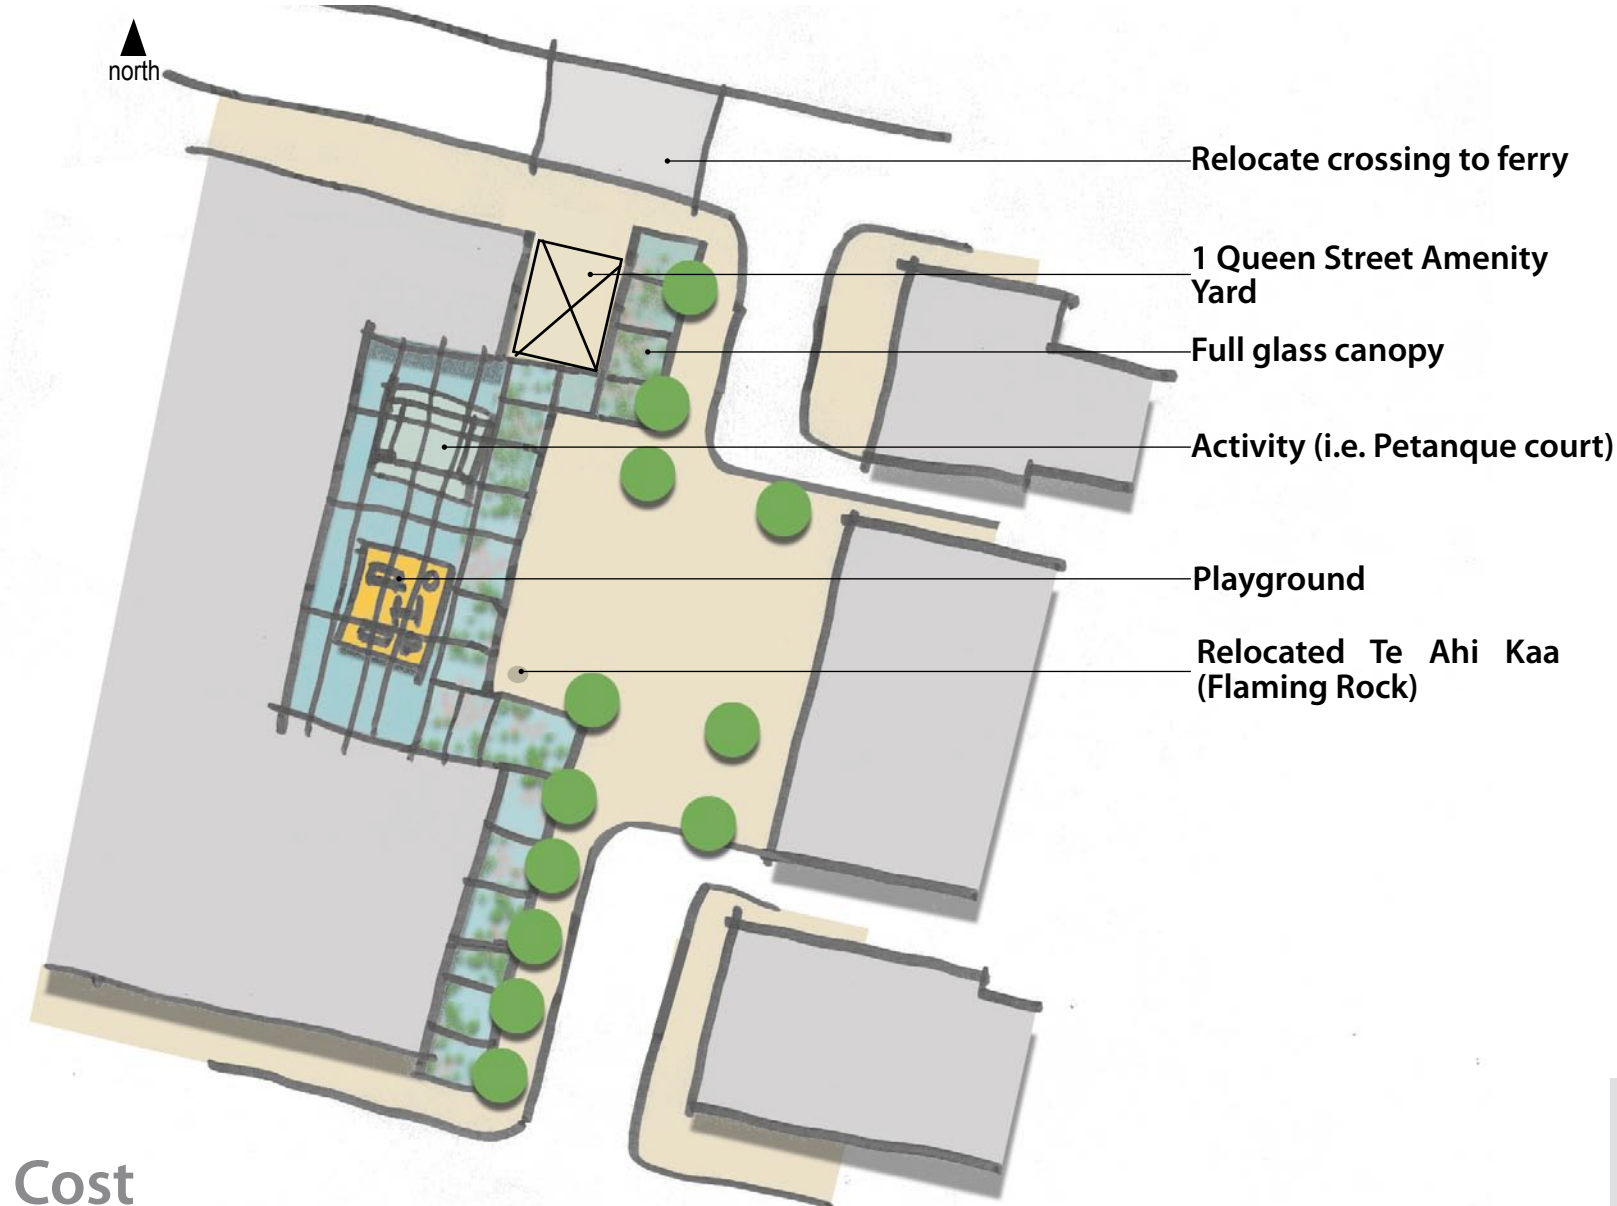 north
Relocate crossing to ferry
1 Queen Street Amenity
Yard
Full glass canopy
Activity (i.e. Petanque court)
Playground
Relocated Te Ahi Kaa
(Flaming Rock)
Cost